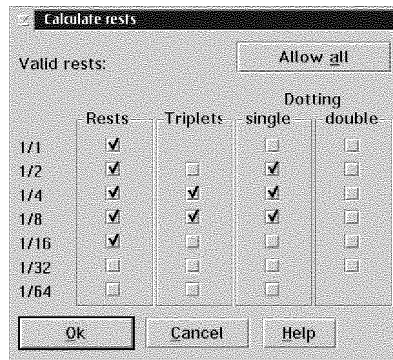 Calculate rests
Valid rests:
Allow all
Dotting
Rests Triplets single double
1/1
1/2
1/4
1/8
1/16
1/32
1/64
Ok Cancel Help